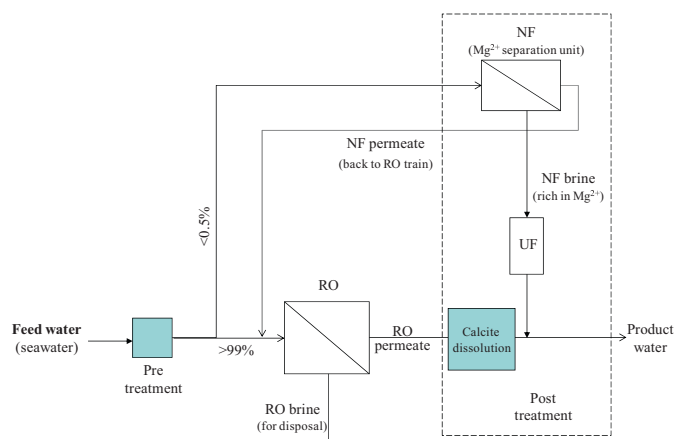 NF
(Mg²⁺ separation unit)
NF permeate
(back to RO train)
NF brine
(rich in Mg²⁺)
<0.5%
UF
RO
Feed water
(seawater)
>99%
RO
permeate
Calcite
dissolution
Product
water
Pre
treatment
RO brine
(for disposal)
Post
treatment